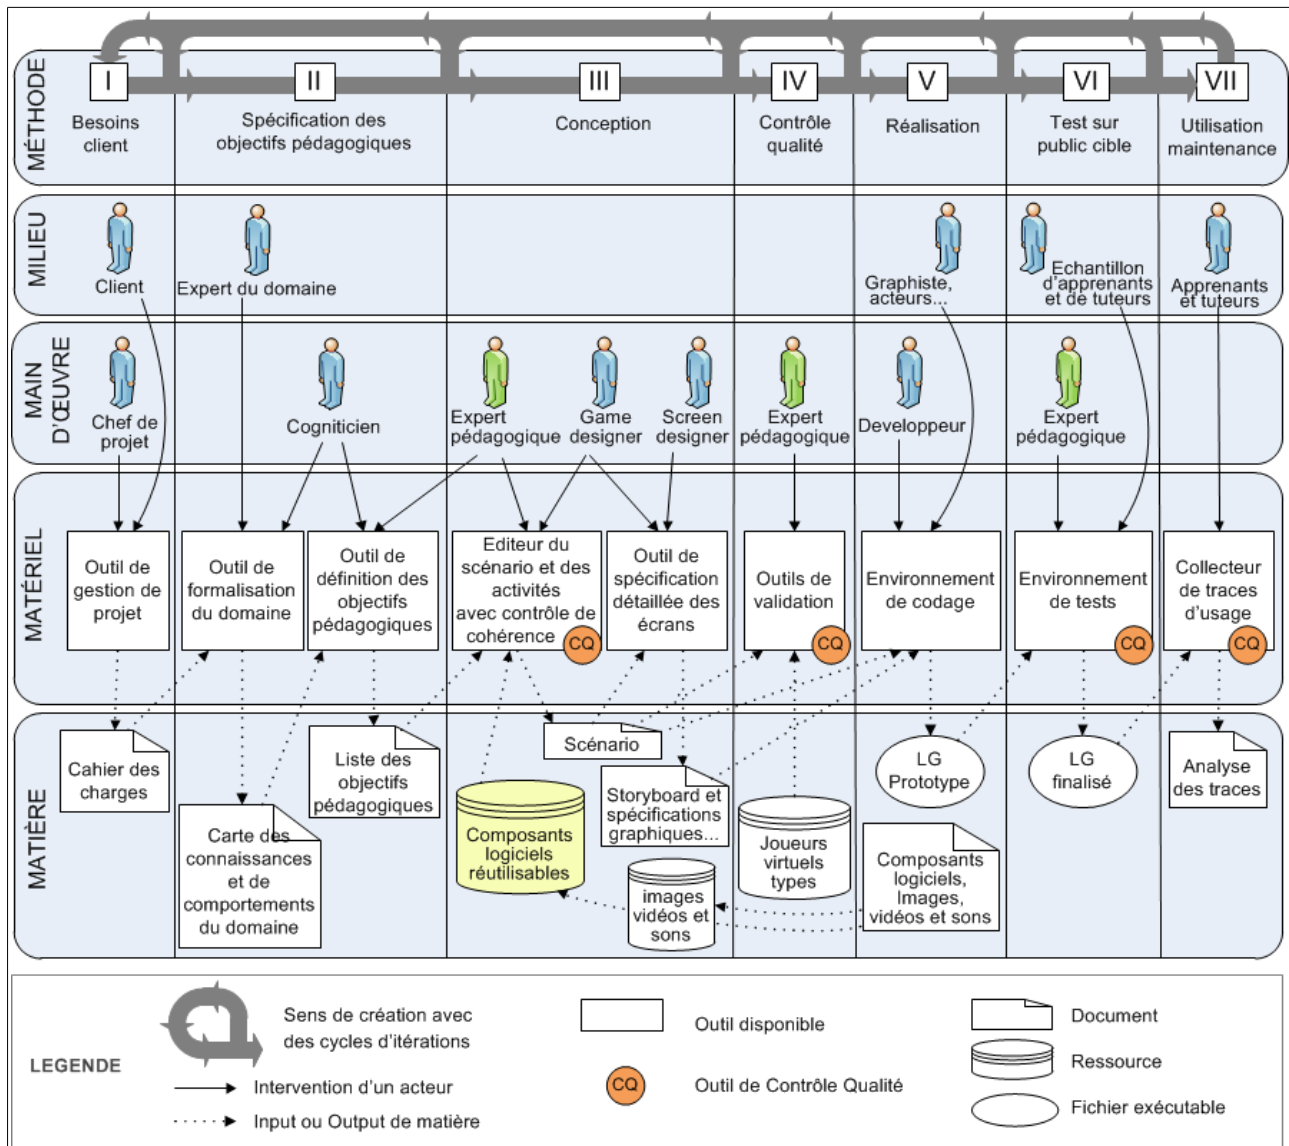 MÉTHODE
I
II
III
IV
V
VI
VII
Besoins
client
Spécification des
objectifs pédagogiques
Conception
Contrôle
qualité
Réalisation
Test sur
public cible
Utilisation
maintenance
MILIEU
Client
Expert du domaine
Graphiste,
acteurs...
Echantillon
d'apprenants
et de tuteurs
Apprenants
et tuteurs
MAIN
D'ŒUVRE
Chef de
projet
Cogniticien
Expert
pédagogique
Game
designer
Screen
designer
Expert
pédagogique
Developpeur
Expert
pédagogique
MATÉRIEL
Outil de
gestion de
projet
Outil de
formalisation
du domaine
Outil de
définition des
objectifs
pédagogiques
Editeur du
scénario et des
activités
avec contrôle de
cohérence
CQ
Outil de
spécification
détaillée des
écrans
Outils de
validation
CQ
Environnement
de codage
Environnement
de tests
CQ
Collecteur
de traces
d'usage
CQ
MATIÈRE
Cahier des
charges
Carte des
connaissances
et de
comportements
du domaine
Liste des
objectifs
pédagogiques
Composants
logiciels
réutilisables
Scénario
Storyboard et
spécifications
graphiques...
images
vidéos et
sons
Joueurs
virtuels
types
LG
Prototype
Composants
logiciels,
Images,
vidéos et sons
LG
finalisé
Analyse
des traces
LEGENDE
Sens de création avec
des cycles d'itérations
Intervention d'un acteur
Input ou Output de matière
Outil disponible
CQ
Outil de Contrôle Qualité
Document
Ressource
Fichier exécutable